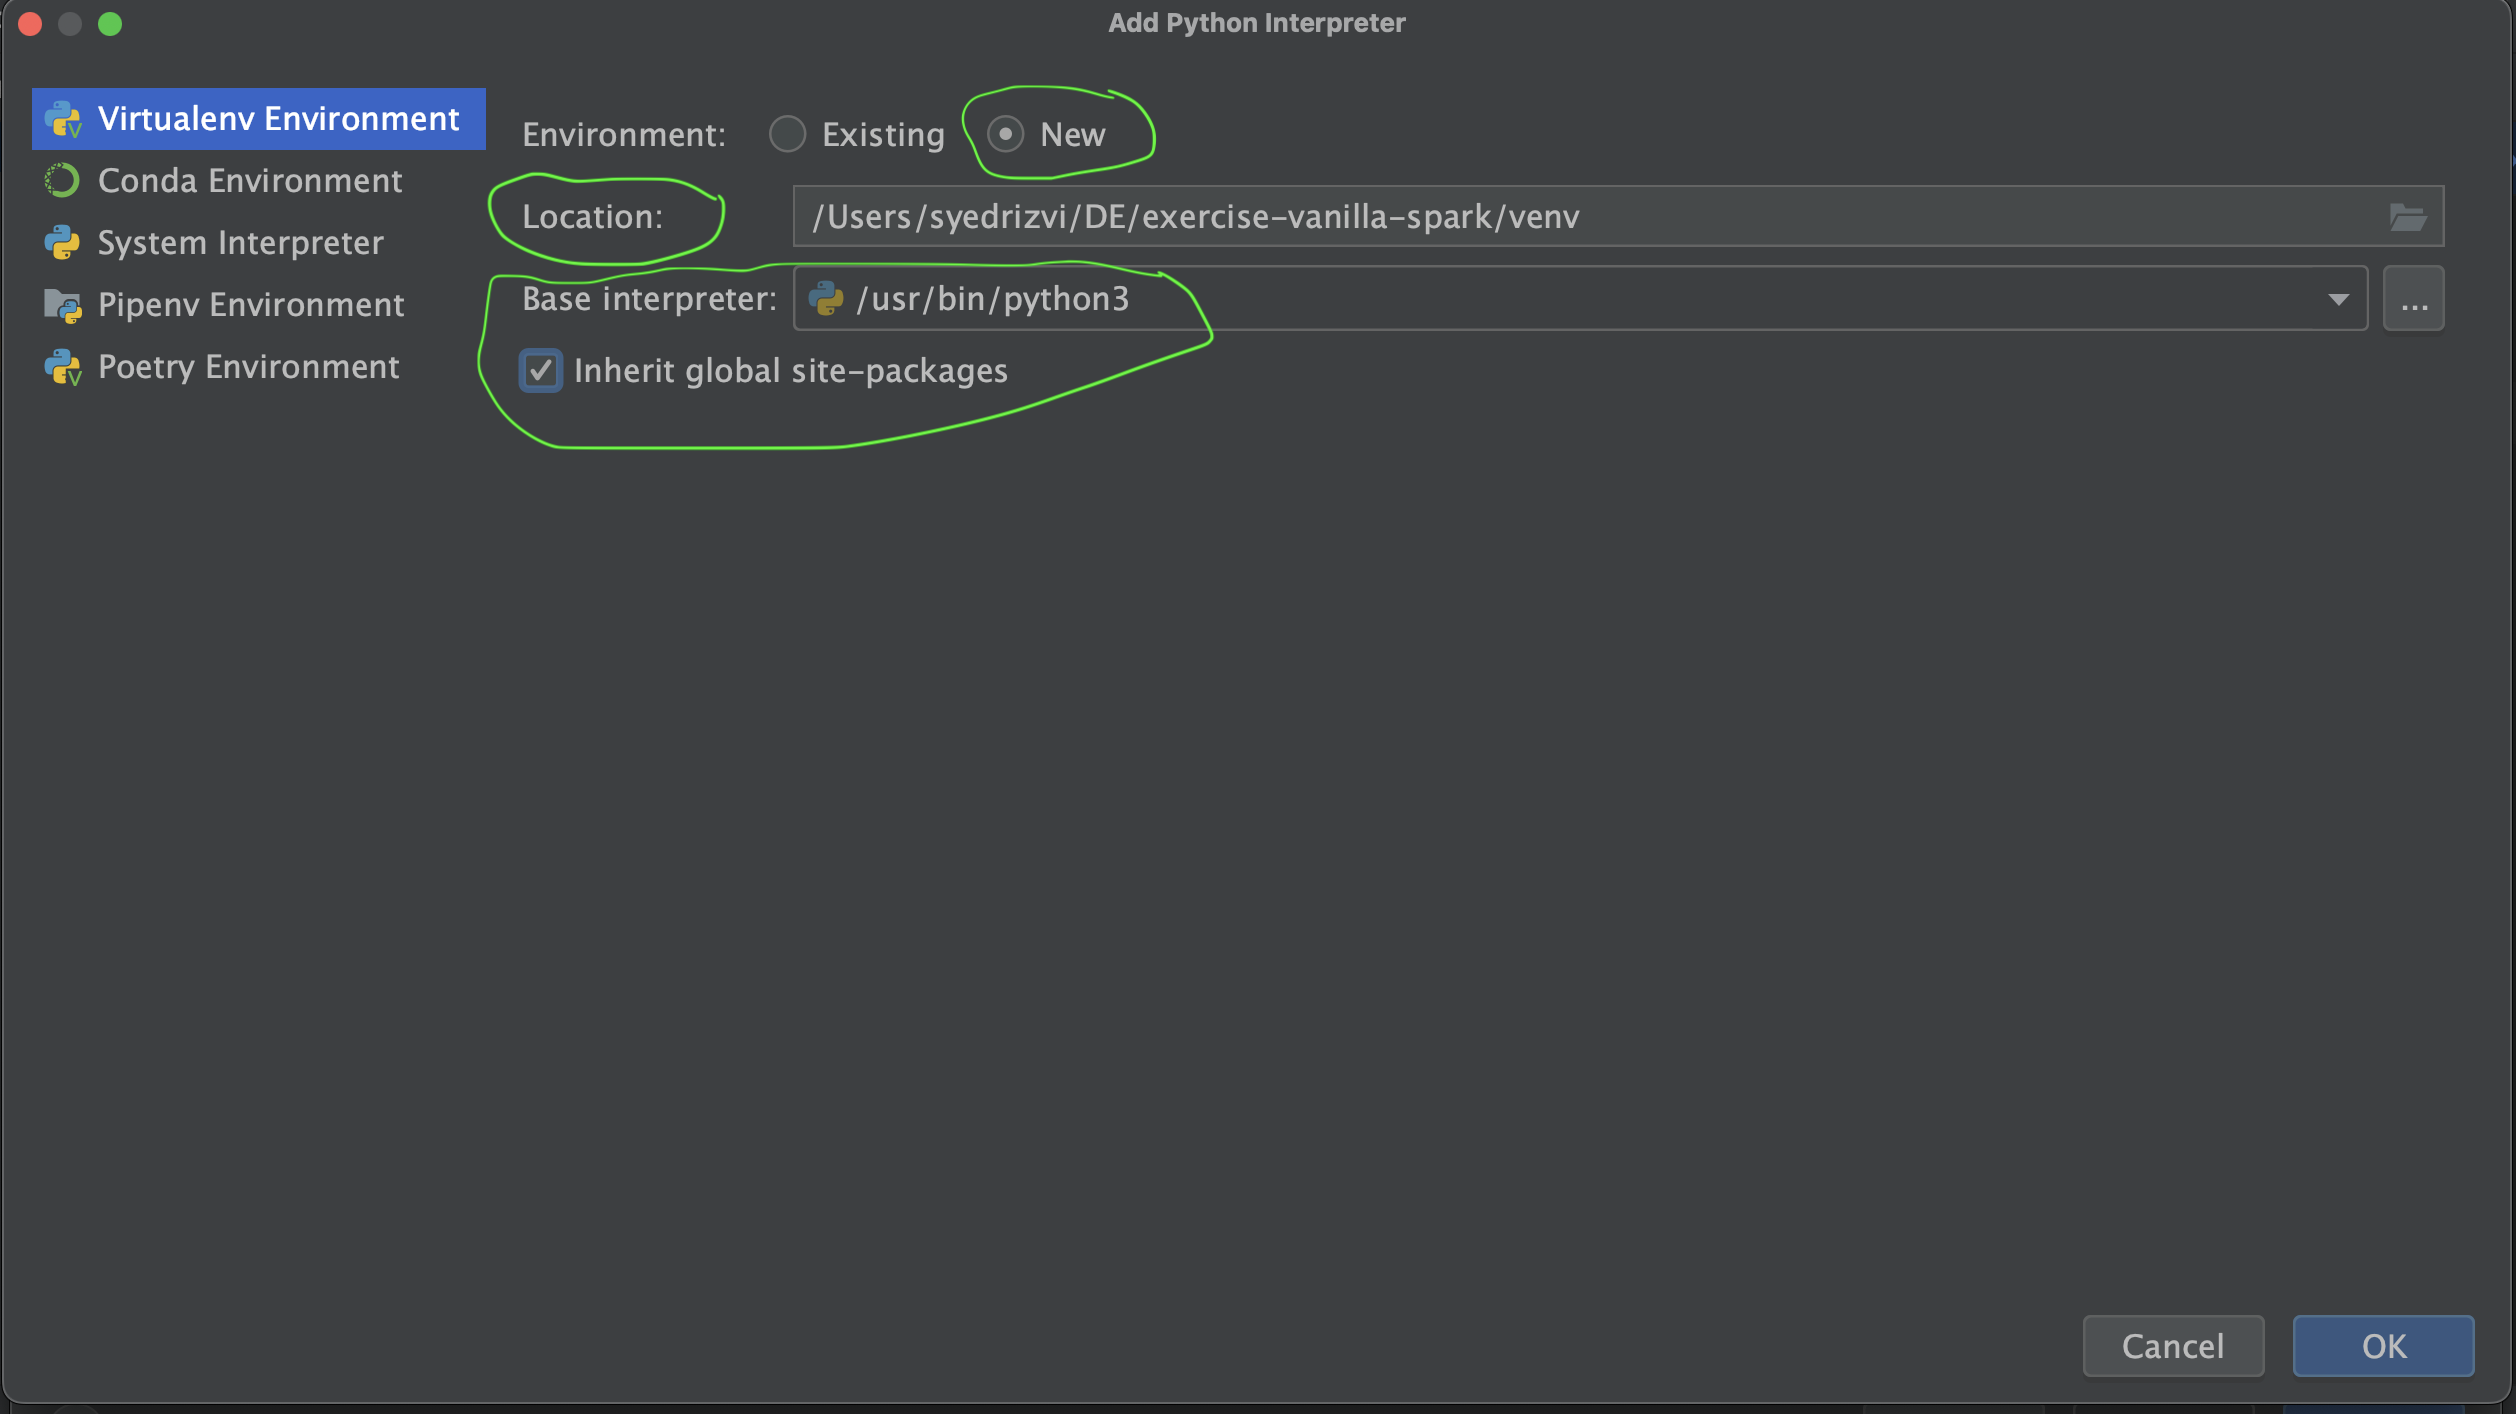 Add Python Interpreter
Virtualenv Environment
Conda Environment
System Interpreter
Pipenv Environment
Poetry Environment
Environment: Existing New
Location: /Users/syedrizvi/DE/exercise-vanilla-spark/venv
Base interpreter: /usr/bin/python3 ...
Inherit global site-packages
Cancel OK